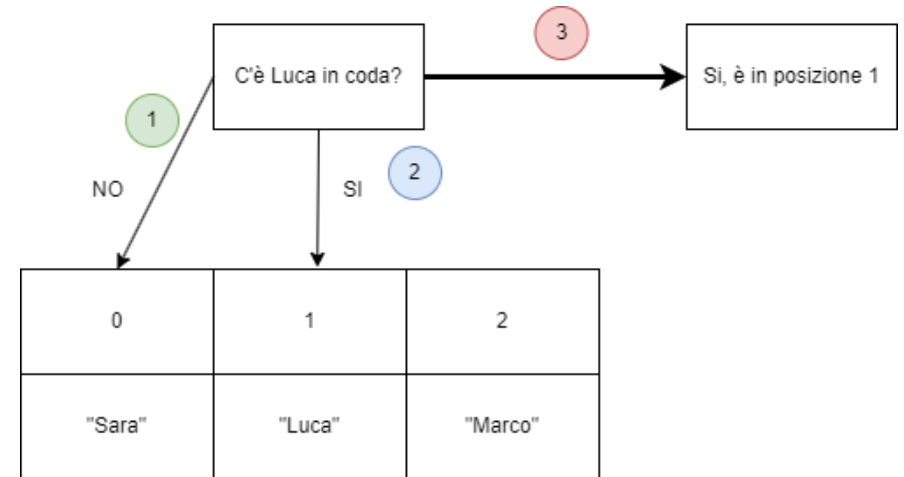 3
C'è Luca in coda?
Si, è in posizione 1
1
2
NO
SI
0
1
2
"Sara"
"Luca"
"Marco"